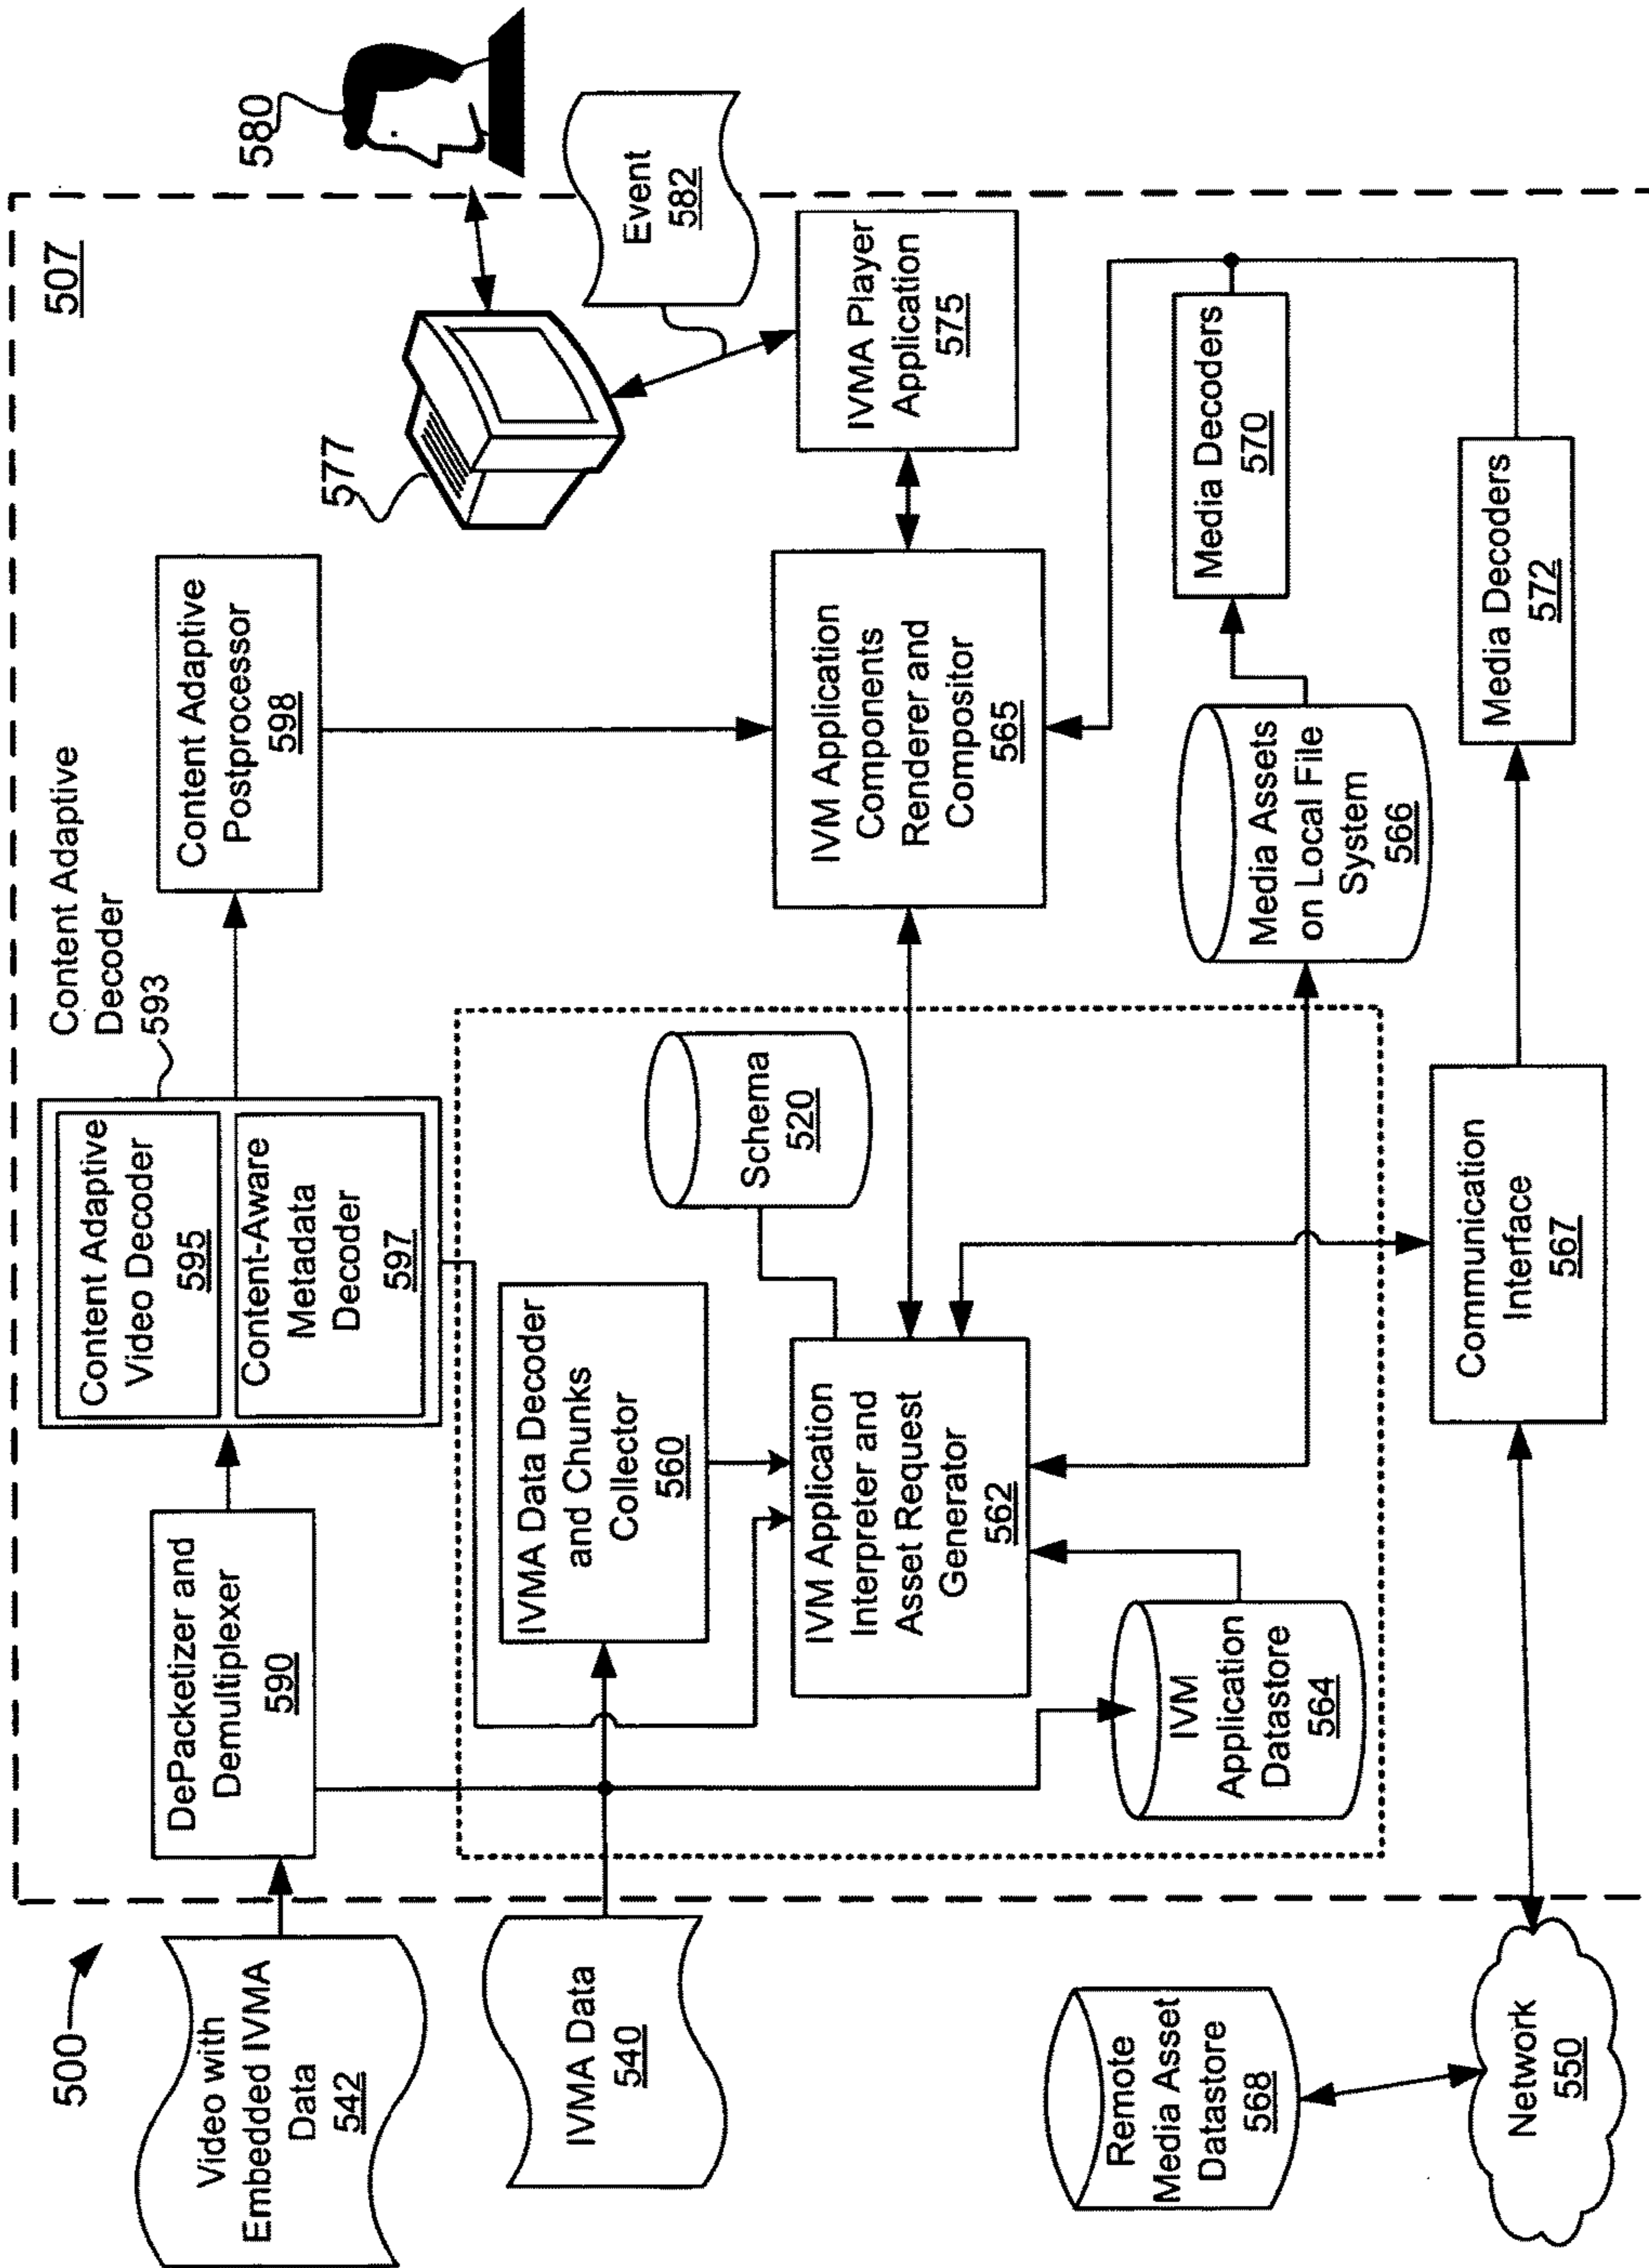 500
507
Video with
Embedded IVMA
Data
542
DePacketizer and
Demultiplexer
590
Content Adaptive
Decoder
593
Content Adaptive
Video Decoder
595
Content-Aware
Metadata
Decoder
597
Content Adaptive
Postprocessor
598
577
580
Event
582
IVMA Data
540
IVMA Data Decoder
and Chunks
Collector
560
Schema
520
IVM Application
Interpreter and
Asset Request
Generator
562
IVM Application
Components
Renderer and
Compositor
565
IVMA Player
Application
575
IVM
Application
Datastore
564
Media Assets
on Local File
System
566
Media Decoders
570
Remote
Media Asset
Datastore
568
Network
550
Communication
Interface
567
Media Decoders
572